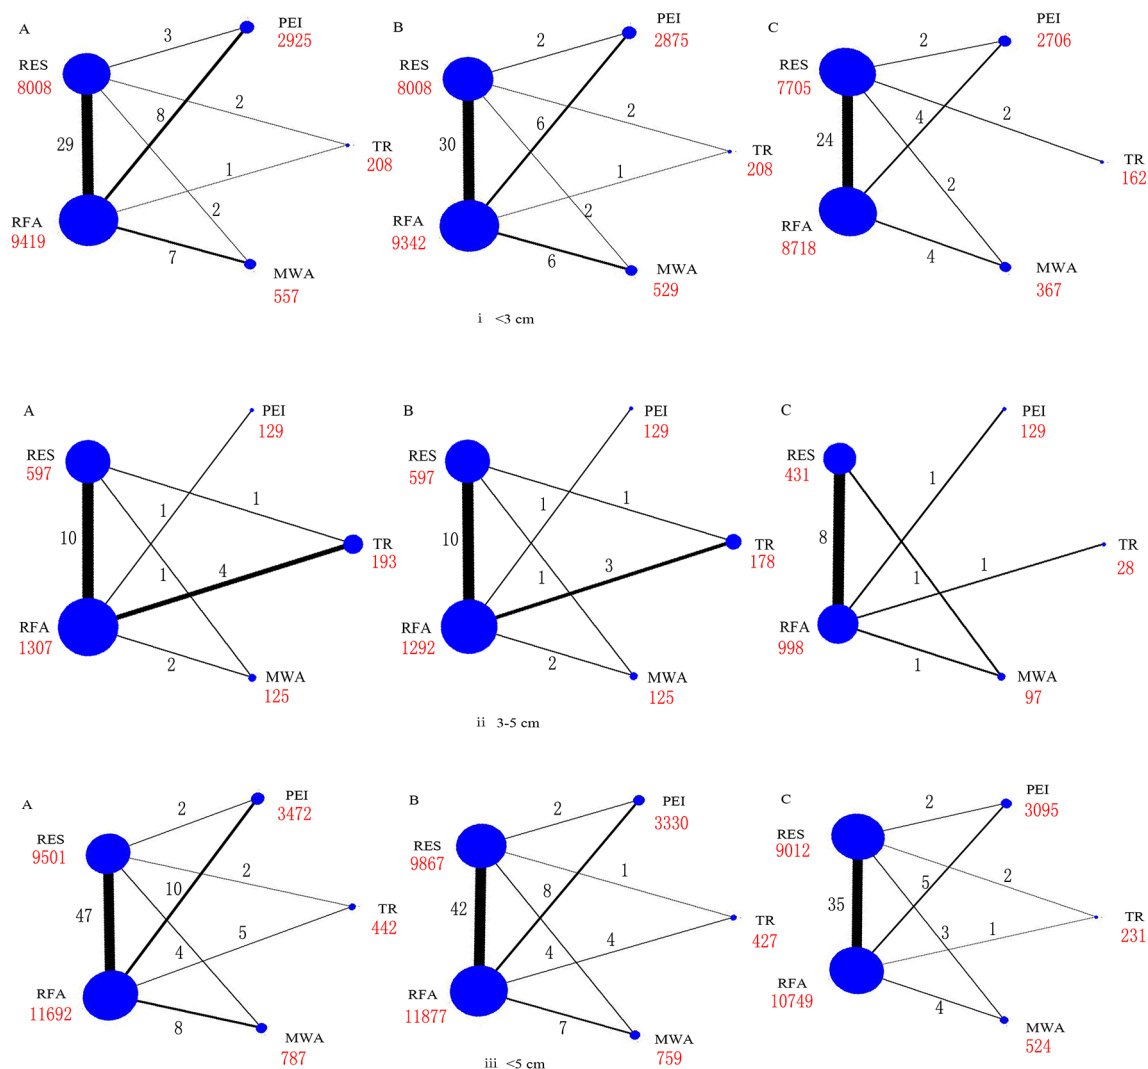 A
PEI
2925
3
RES
8008
2
8
29
TR
208
1
RFA
9419
2
7
MWA
557
B
PEI
2875
2
RES
8008
2
6
30
TR
208
1
RFA
9342
2
6
MWA
529
C
PEI
2706
2
RES
7705
4
2
24
TR
162
2
RFA
8718
4
MWA
367
i <3 cm
A
PEI
129
RES
597
1
1
10
TR
193
4
1
RFA
1307
2
MWA
125
B
PEI
129
RES
597
1
1
10
TR
178
3
1
RFA
1292
2
MWA
125
C
PEI
129
RES
431
1
8
TR
28
1
1
RFA
998
1
MWA
97
ii 3-5 cm
A
PEI
3472
2
RES
9501
2
10
47
TR
442
5
4
RFA
11692
8
MWA
787
B
PEI
3330
2
RES
9867
1
8
42
TR
427
4
4
RFA
11877
7
MWA
759
C
PEI
3095
2
RES
9012
2
5
35
TR
231
1
3
RFA
10749
4
MWA
524
iii <5 cm